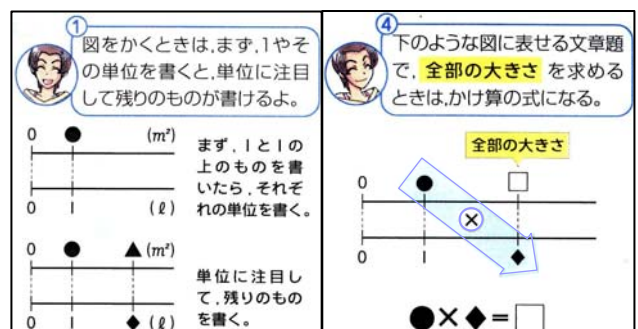 ①
図をかくときは,まず,1やそ
の単位を書くと,単位に注目
して残りのものが書けるよ。
0 ● (m²)
0 1 (ℓ)
まず,1と1の
上のものを書
いたら,それぞ
れの単位を書く。
0 ● ▲ (m²)
0 1 ◆ (ℓ)
単位に注目し
て,残りのもの
を書く。
④
下のような図に表せる文章題
で, 全部の大きさ を求める
ときは,かけ算の式になる。
全部の大きさ
0 ● □
×
0 1 ◆
●×◆=□